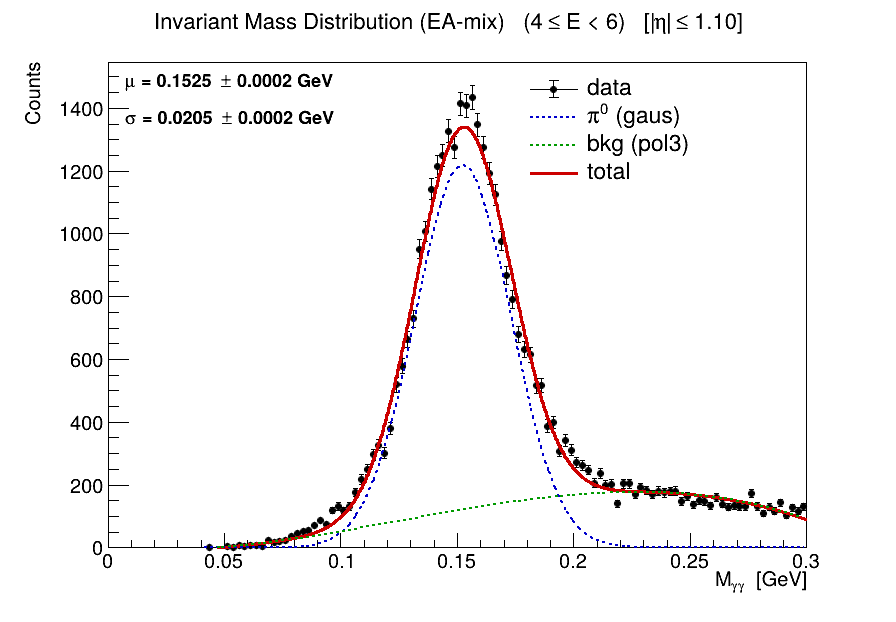 Invariant Mass Distribution (EA-mix) (4 ≤ E < 6) [|η| ≤ 1.10]
Counts
μ = 0.1525 ± 0.0002 GeV
σ = 0.0205 ± 0.0002 GeV
data
π⁰ (gaus)
bkg (pol3)
total
1400
1200
1000
800
600
400
200
0
0 0.05 0.1 0.15 0.2 0.25 0.3
Mγγ [GeV]